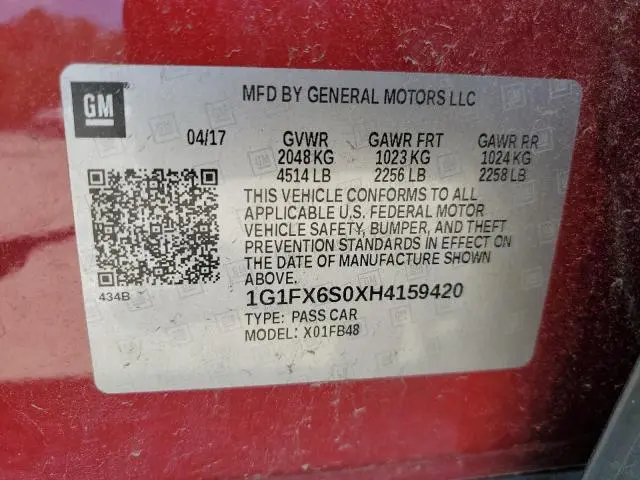 GM
MFD BY GENERAL MOTORS LLC
04/17 GVWR GAWR FRT GAWR RR
2048 KG 1023 KG 1024 KG
4514 LB 2256 LB 2258 LB
THIS VEHICLE CONFORMS TO ALL
APPLICABLE U.S. FEDERAL MOTOR
VEHICLE SAFETY, BUMPER, AND THEFT
PREVENTION STANDARDS IN EFFECT ON
THE DATE OF MANUFACTURE SHOWN
ABOVE.
434B
1G1FX6S0XH4159420
TYPE: PASS CAR
MODEL: X01FB48